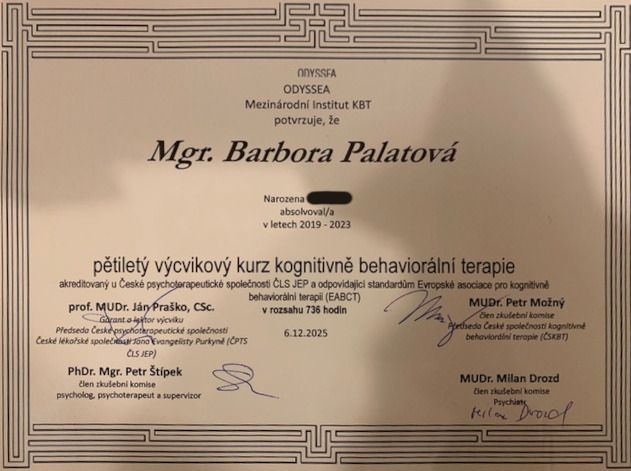 ODYSSEA
ODYSSEA
Mezinárodní Institut KBT
potvrzuje, že
Mgr. Barbora Palatová
Narozena
absolvoval/a
v letech 2019 - 2023
pětiletý výcvikový kurz kognitivně behaviorální terapie
akreditovaný u České psychoterapeutické společnosti ČLS JEP a odpovídající standardům Evropské asociace pro kognitivně
behaviorální terapii (EABCT)
v rozsahu 736 hodin
6.12.2025
prof. MUDr. Ján Praško, CSc.
Garant a lektor výcviku
Předseda České psychoterapeutické společnosti
České lékařské společnosti Jana Evangelisty Purkyně (ČPTS
ČLS JEP)
MUDr. Petr Možný
člen zkušební komise
Předseda České společnosti kognitivně
behaviorální terapie (ČSKBT)
PhDr. Mgr. Petr Štípek
člen zkušební komise
psycholog, psychoterapeut a supervizor
MUDr. Milan Drozd
člen zkušební komise
Psychiatr
Milan Drozd